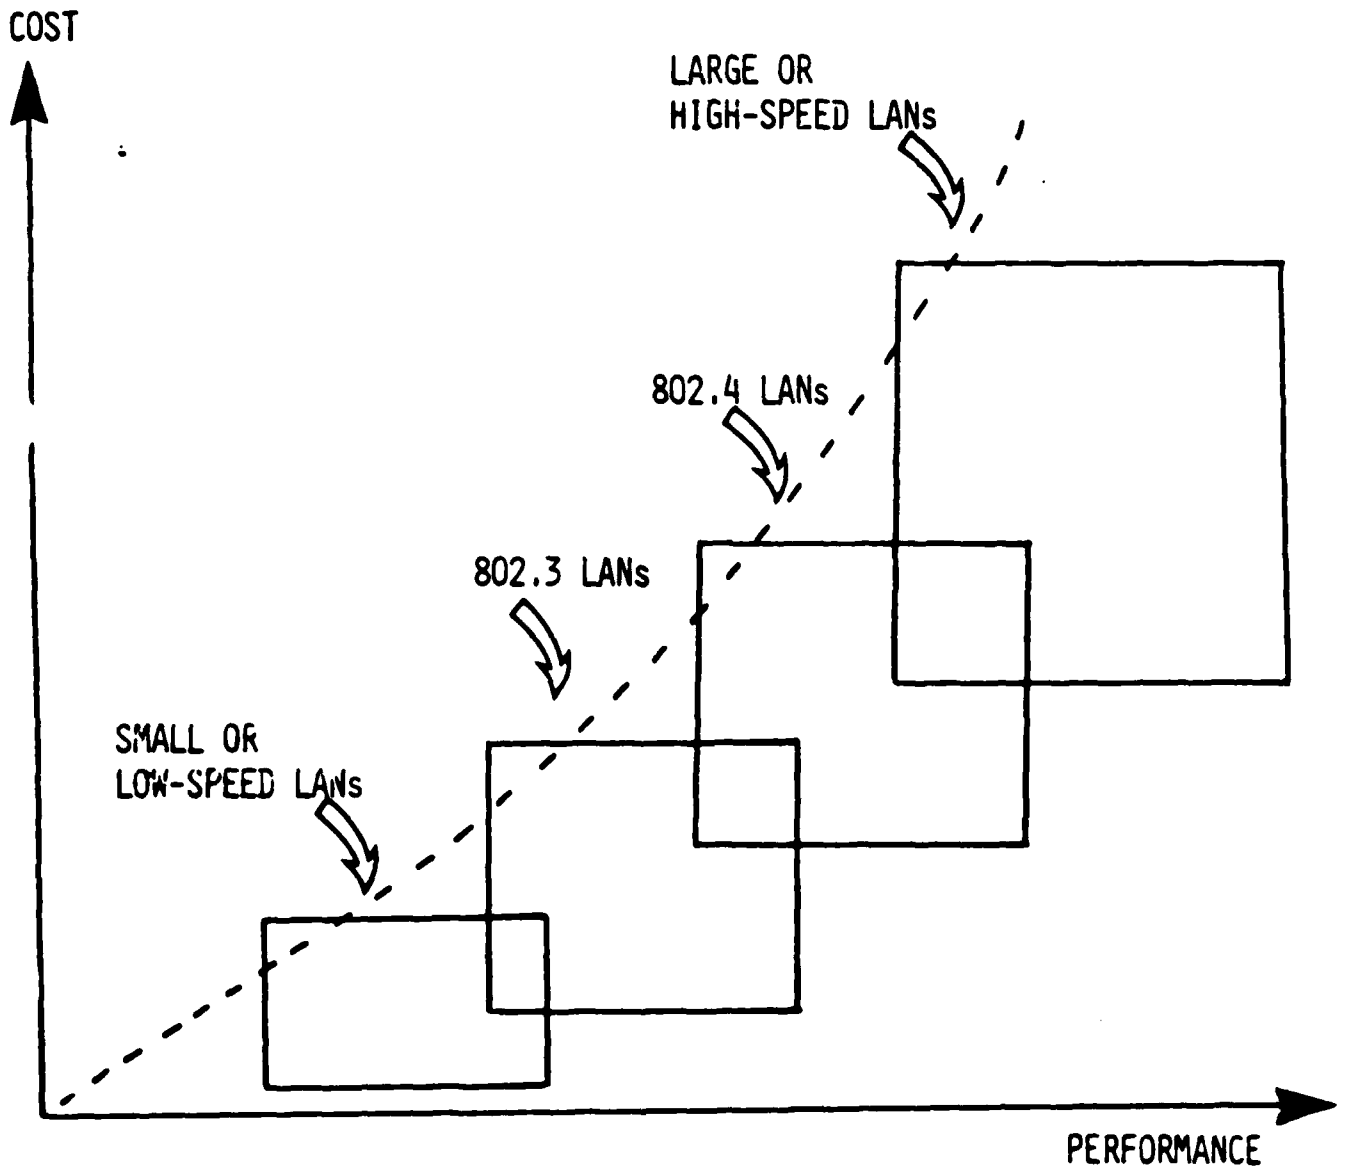 COST
LARGE OR
HIGH-SPEED LANs
802.4 LANs
802.3 LANs
SMALL OR
LOW-SPEED LANs
PERFORMANCE